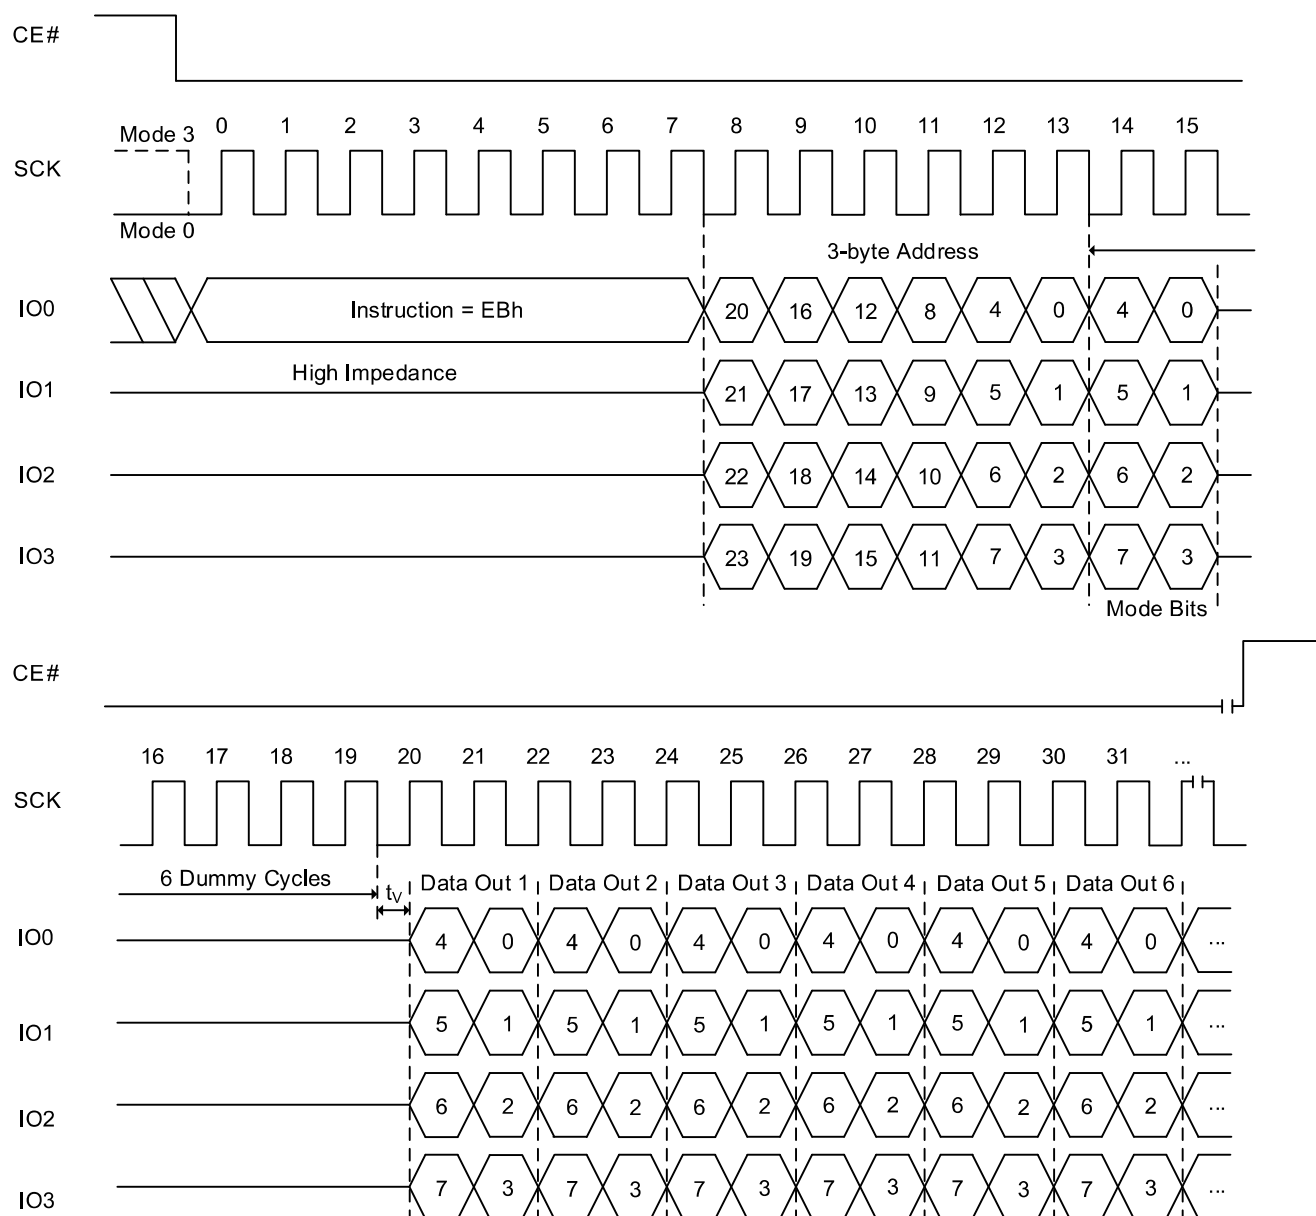 CE#
Mode 3 0 1 2 3 4 5 6 7 8 9 10 11 12 13 14 15
SCK
Mode 0
3-byte Address
IO0 Instruction = EBh 20 16 12 8 4 0 4 0
High Impedance
IO1 21 17 13 9 5 1 5 1
IO2 22 18 14 10 6 2 6 2
IO3 23 19 15 11 7 3 7 3
Mode Bits
CE#
16 17 18 19 20 21 22 23 24 25 26 27 28 29 30 31 ...
SCK
6 Dummy Cycles tV Data Out 1 Data Out 2 Data Out 3 Data Out 4 Data Out 5 Data Out 6
IO0 4 0 4 0 4 0 4 0 4 0 4 0 ...
IO1 5 1 5 1 5 1 5 1 5 1 5 1 ...
IO2 6 2 6 2 6 2 6 2 6 2 6 2 ...
IO3 7 3 7 3 7 3 7 3 7 3 7 3 ...